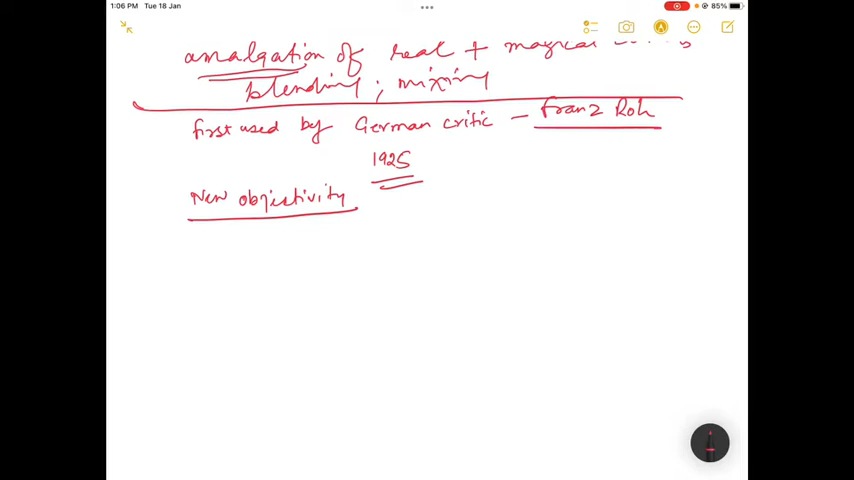 1:06 PM Tue 18 Jan
85%
amalgation of real + magical
blending ; mixing
first used by German critic - Franz Roh
1925
New objectivity